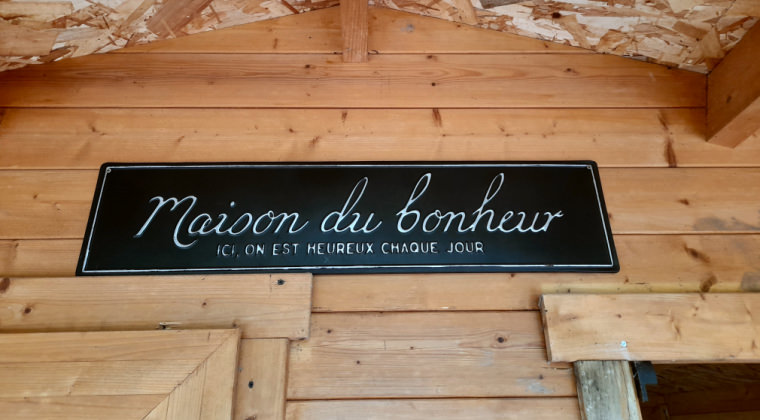 Maison du bonheur
ICI, ON EST HEUREUX CHAQUE JOUR